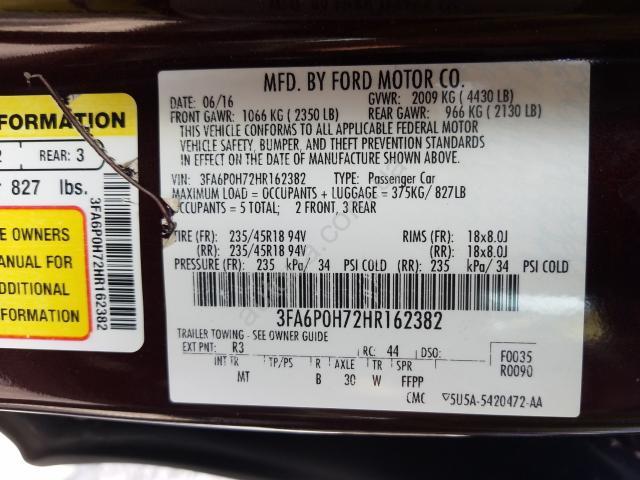 FORMATION
2 REAR: 3
827 lbs.
E OWNERS
MANUAL FOR
ADDITIONAL
3FA6P0H72HR162382
MFD. BY FORD MOTOR CO.
DATE: 06/16 GVWR: 2009 KG ( 4430 LB)
FRONT GAWR: 1066 KG ( 2350 LB) REAR GAWR: 966 KG ( 2130 LB)
THIS VEHICLE CONFORMS TO ALL APPLICABLE FEDERAL MOTOR
VEHICLE SAFETY, BUMPER, AND THEFT PREVENTION STANDARDS
IN EFFECT ON THE DATE OF MANUFACTURE SHOWN ABOVE.
VIN: 3FA6P0H72HR162382 TYPE: Passenger Car
MAXIMUM LOAD = OCCUPANTS + LUGGAGE = 375KG/ 827LB
OCCUPANTS = 5 TOTAL; 2 FRONT, 3 REAR
TIRE (FR): 235/45R18 94V RIMS (FR): 18x8.0J
(RR): 235/45R18 94V (RR): 18x8.0J
PRESSURE (FR): 235 kPa/ 34 PSI COLD (RR): 235 kPa/ 34 PSI COLD
3FA6P0H72HR162382
TRAILER TOWING - SEE OWNER GUIDE
EXT PNT: R3 RC: 44 DSO: F0035
R0090
INT TR TP/PS R AXLE TR SPR
MT B 30 W FFPP
CMC ▽5U5A-5420472-AA